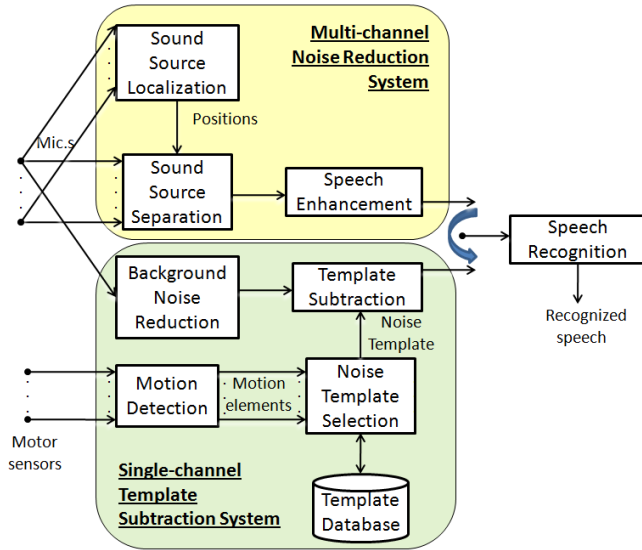 Sound
Source
Localization
Multi-channel
Noise Reduction
System
Positions
Mic.s
Sound
Source
Separation
Speech
Enhancement
Speech
Recognition
Recognized
speech
Background
Noise
Reduction
Template
Subtraction
Noise
Template
Motion
Detection
Motion
elements
Noise
Template
Selection
Motor
sensors
Single-channel
Template
Subtraction System
Template
Database